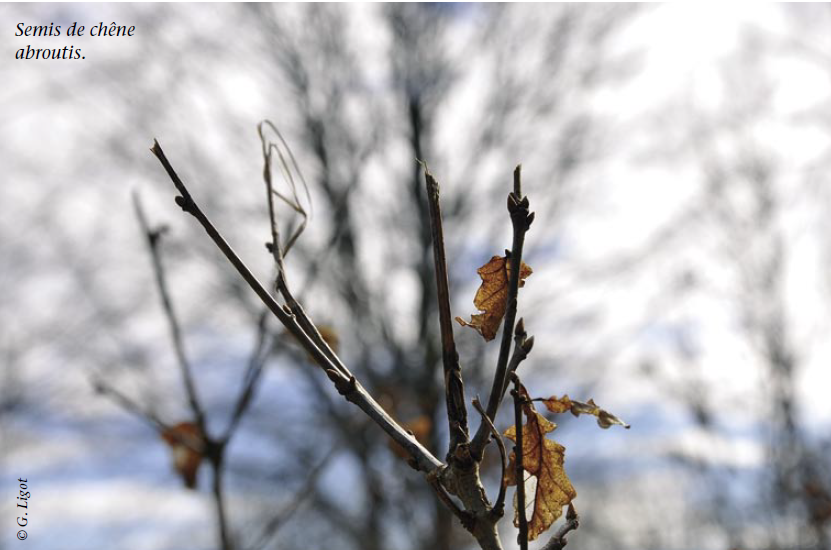 Semis de chêne
abroutis.
© G. Ligot